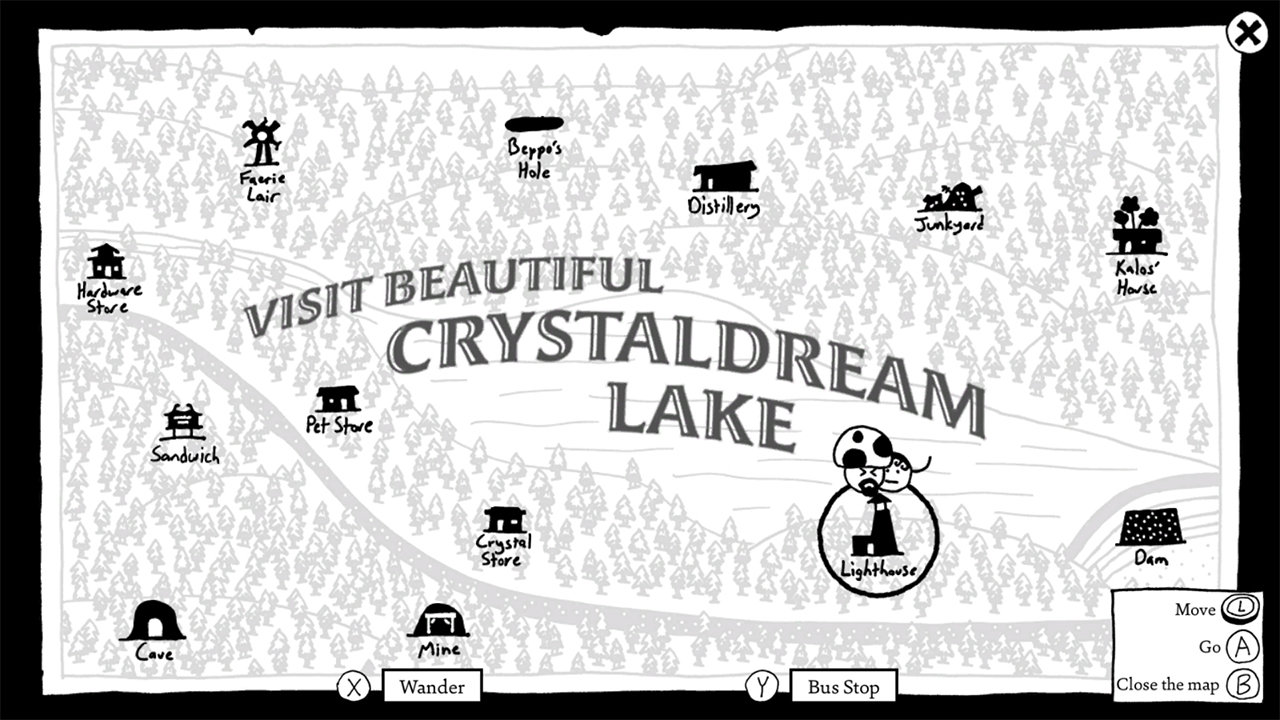 Faerie
Lair
Beppo's
Hole
Distillery
Junkyard
Kalos'
House
Hardware
Store
VISIT BEAUTIFUL
CRYSTALDREAM
LAKE
Pet Store
Sandwich
Crystal
Store
Lighthouse
Dam
Cave
Mine
Move L
Go A
Close the map B
X Wander
Y Bus Stop